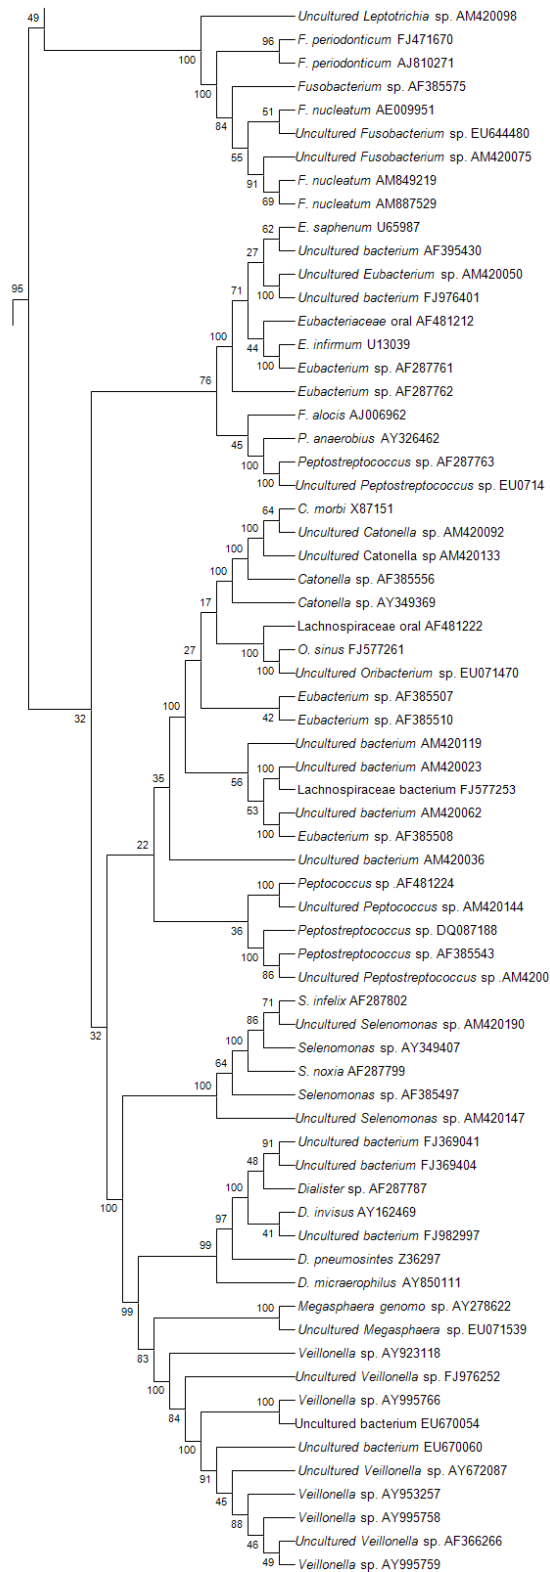 49
Uncultured Leptotrichia sp. AM420098
96
F. periodonticum FJ471670
100
F. periodonticum AJ810271
100
Fusobacterium sp. AF385575
51
F. nucleatum AE009951
84
Uncultured Fusobacterium sp. EU644480
55
Uncultured Fusobacterium sp. AM420075
91
F. nucleatum AM849219
69
F. nucleatum AM887529
62
E. saphenum U65987
27
Uncultured bacterium AF395430
Uncultured Eubacterium sp. AM420050
95
71
100
Uncultured bacterium FJ976401
Eubacteriaceae oral AF481212
100
44
E. infirmum U13039
100
Eubacterium sp. AF287761
76
Eubacterium sp. AF287762
F. alocis AJ006962
45
P. anaerobius AY326462
100
Peptostreptococcus sp. AF287763
100
Uncultured Peptostreptococcus sp. EU0714
64
C. morbi X87151
100
Uncultured Catonella sp. AM420092
100
Uncultured Catonella sp AM420133
100
Catonella sp. AF385556
17
Catonella sp. AY349369
Lachnospiraceae oral AF481222
27
100
O. sinus FJ577261
100
Uncultured Oribacterium sp. EU071470
100
Eubacterium sp. AF385507
32
42
Eubacterium sp. AF385510
Uncultured bacterium AM420119
100
Uncultured bacterium AM420023
35
56
Lachnospiraceae bacterium FJ577253
53
Uncultured bacterium AM420062
100
Eubacterium sp. AF385508
22
Uncultured bacterium AM420036
100
Peptococcus sp .AF481224
Uncultured Peptococcus sp. AM420144
36
Peptostreptococcus sp. DQ087188
100
Peptostreptococcus sp. AF385543
86
Uncultured Peptostreptococcus sp .AM4200
71
S. infelix AF287802
86
Uncultured Selenomonas sp. AM420190
32
100
Selenomonas sp. AY349407
64
S. noxia AF287799
100
Selenomonas sp. AF385497
Uncultured Selenomonas sp. AM420147
91
Uncultured bacterium FJ369041
48
Uncultured bacterium FJ369404
100
Dialister sp. AF287787
100
97
D. invisus AY162469
41
Uncultured bacterium FJ982997
99
D. pneumosintes Z36297
D. micraerophilus AY850111
99
100
Megasphaera genomo sp. AY278622
Uncultured Megasphaera sp. EU071539
83
Veillonella sp. AY923118
100
Uncultured Veillonella sp. FJ976252
84
100
Veillonella sp. AY995766
Uncultured bacterium EU670054
100
Uncultured bacterium EU670060
91
Uncultured Veillonella sp. AY672087
45
Veillonella sp. AY953257
88
Veillonella sp. AY995758
46
Uncultured Veillonella sp. AF366266
49
Veillonella sp. AY995759